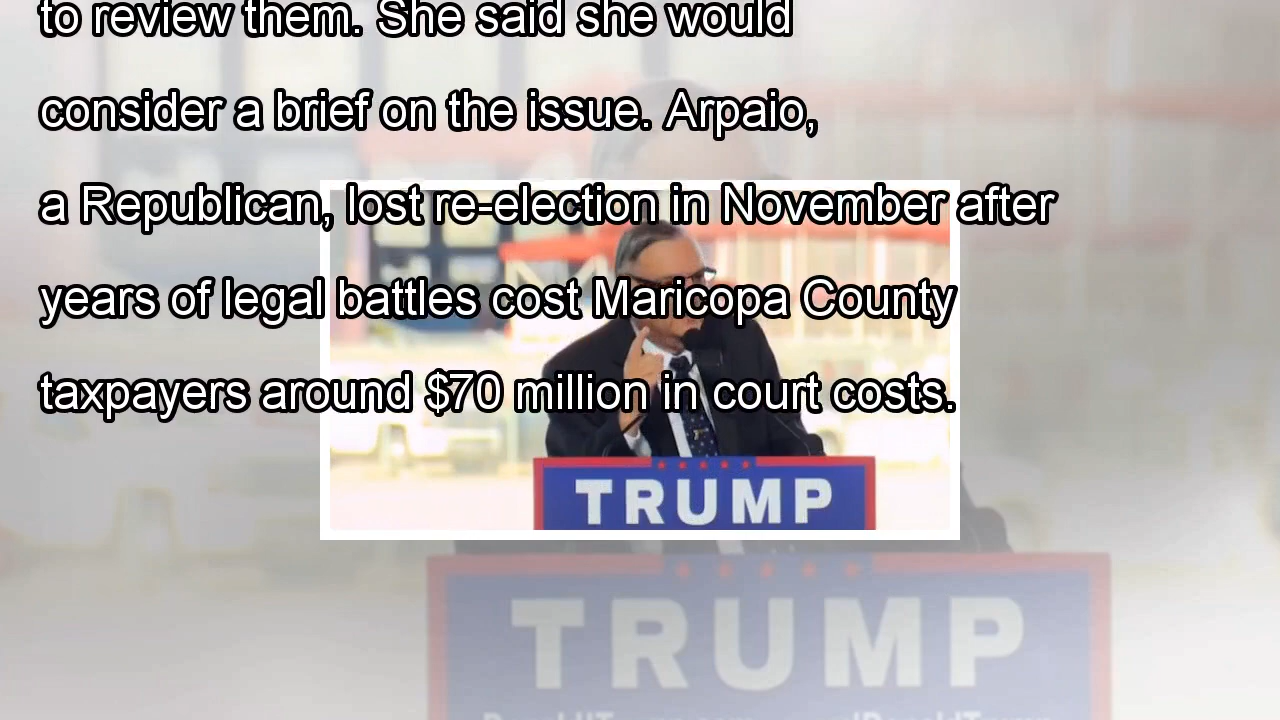 to review them. She said she would
consider a brief on the issue. Arpaio,
a Republican, lost re-election in November after
years of legal battles cost Maricopa County
taxpayers around $70 million in court costs.
TRUMP
TRUMP